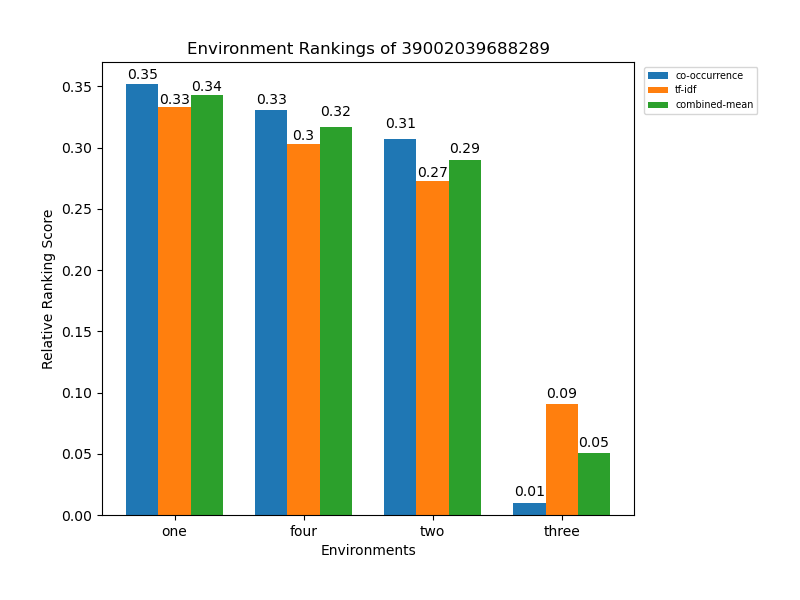 Environment Rankings of 39002039688289
co-occurrence
tf-idf
combined-mean
Relative Ranking Score
0.35
0.30
0.25
0.20
0.15
0.10
0.05
0.00
0.35
0.33
0.34
0.33
0.3
0.32
0.31
0.27
0.29
0.01
0.09
0.05
one four two three
Environments